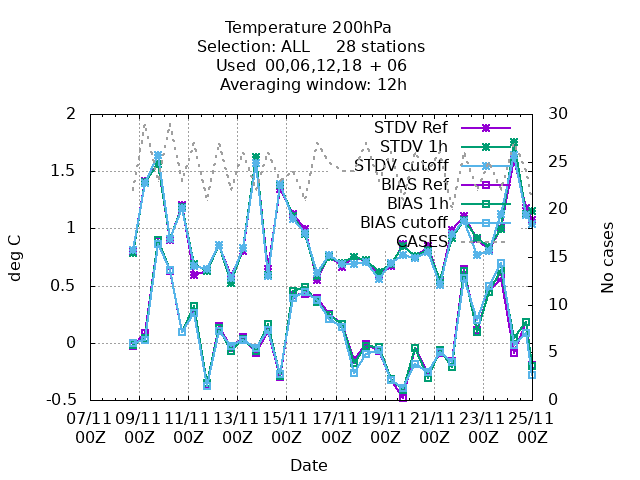 Temperature 200hPa
Selection: ALL 28 stations
Used 00,06,12,18 + 06
Averaging window: 12h
2
1.5
1
0.5
0
-0.5
deg C
30
25
20
15
10
5
0
No cases
STDV Ref
STDV 1h
STDV cutoff
BIAS Ref
BIAS 1h
BIAS cutoff
CASES
07/11 09/11 11/11 13/11 15/11 17/11 19/11 21/11 23/11 25/11
00Z 00Z 00Z 00Z 00Z 00Z 00Z 00Z 00Z 00Z
Date